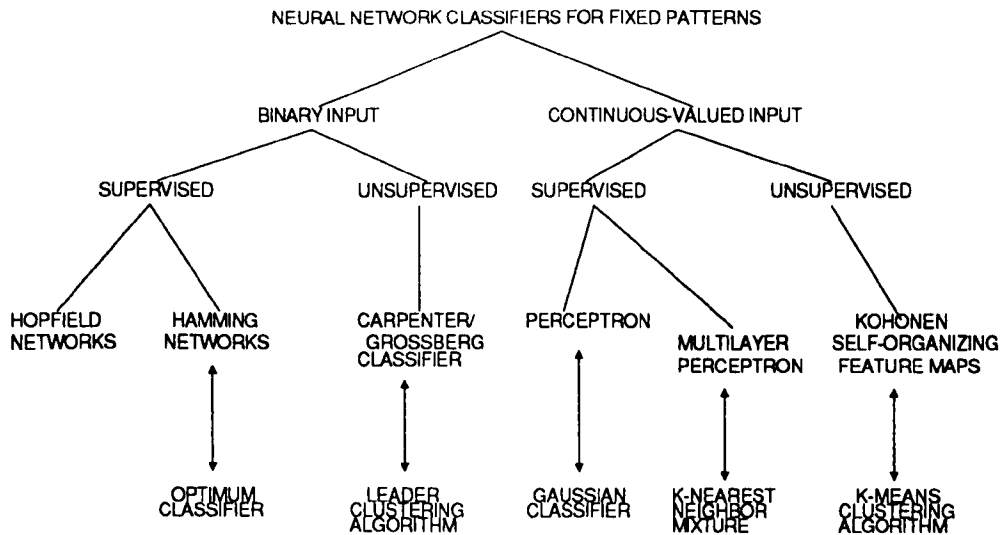 NEURAL NETWORK CLASSIFIERS FOR FIXED PATTERNS
BINARY INPUT
CONTINUOUS-VALUED INPUT
SUPERVISED
UNSUPERVISED
SUPERVISED
UNSUPERVISED
HOPFIELD
NETWORKS
HAMMING
NETWORKS
CARPENTER/
GROSSBERG
CLASSIFIER
PERCEPTRON
MULTILAYER
PERCEPTRON
KOHONEN
SELF-ORGANIZING
FEATURE MAPS
OPTIMUM
CLASSIFIER
LEADER
CLUSTERING
ALGORITHM
GAUSSIAN
CLASSIFIER
K-NEAREST
NEIGHBOR
MIXTURE
K-MEANS
CLUSTERING
ALGORITHM